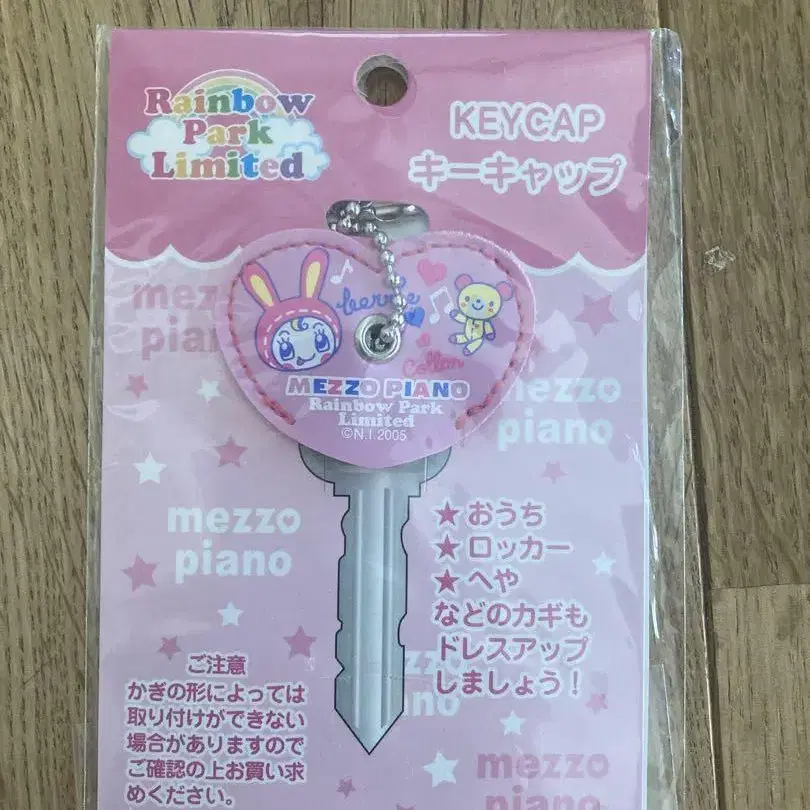 Rainbow
Park
Limited
KEYCAP
キーキャップ
mez
pia
berrie
Collon
MEZZO PIANO
Rainbow Park
Limited
©N.I.2005
mezzo
piano
mezzo
piano
★おうち
★ロッカー
★へや
などのカギも
ドレスアップ
しましょう!
ご注意
かぎの形によっては
取り付けができない
場合がありますので
ご確認の上お買い求
めください。
mezzo
no
mezzo
piano